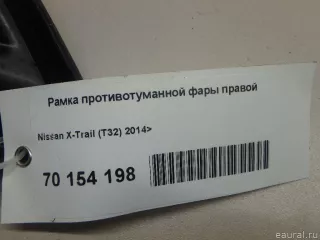 Рамка противотуманной фары правой
Nissan X-Trail (T32) 2014>
70 154 198
eaural.ru